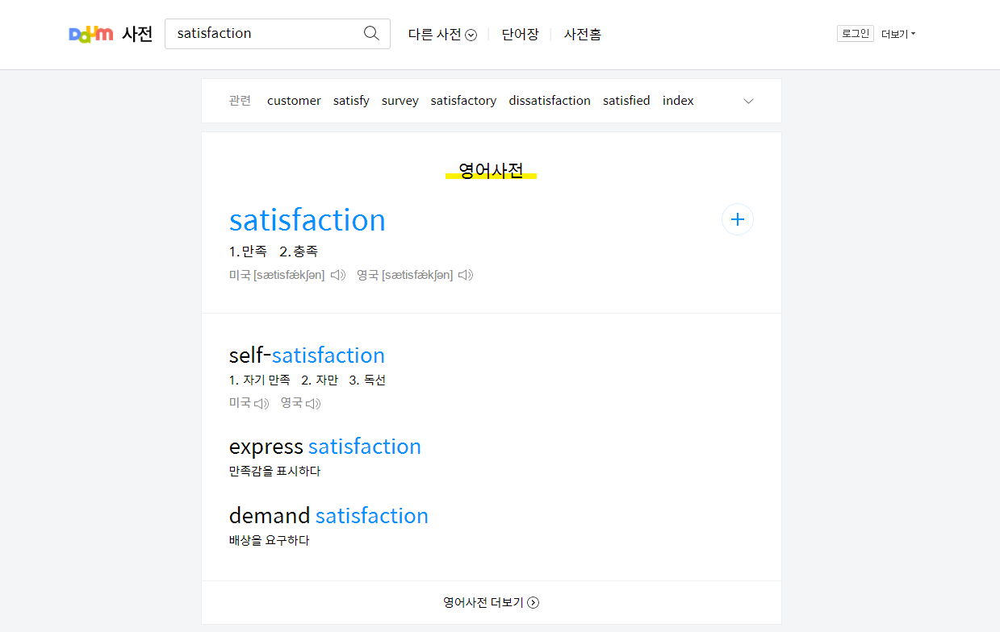 Daum 사전 satisfaction 다른 사전 단어장 사전홈 로그인 더보기
관련 customer satisfy survey satisfactory dissatisfaction satisfied index
영어사전
satisfaction
1. 만족 2. 충족
미국 [sætisfǽkʃən] 영국 [sætisfǽkʃən]
self-satisfaction
1. 자기 만족 2. 자만 3. 독선
미국 영국
express satisfaction
만족감을 표시하다
demand satisfaction
배상을 요구하다
영어사전 더보기